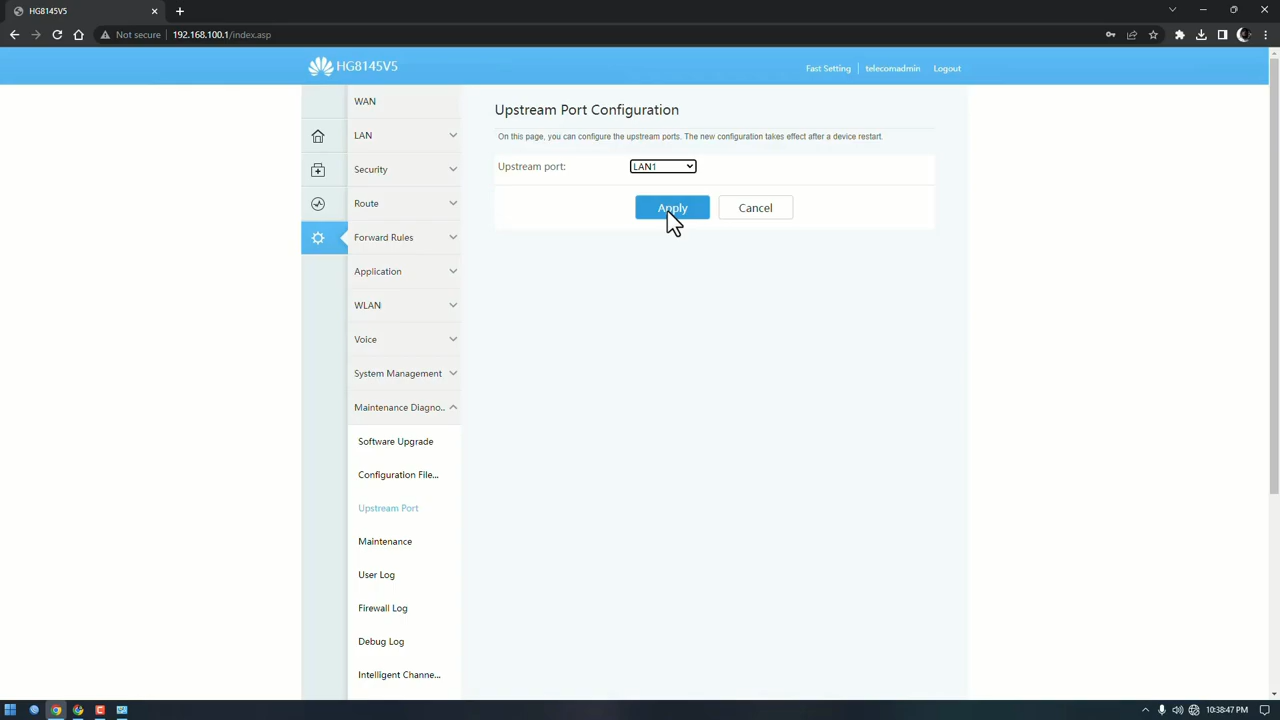 HG8145V5
Not secure
192.168.100.1/index.asp
HG8145V5
Fast Setting
telecomadmin
Logout
WAN
LAN
Security
Route
Forward Rules
Application
WLAN
Voice
System Management
Maintenance Diagno..
Software Upgrade
Configuration File...
Upstream Port
Maintenance
User Log
Firewall Log
Debug Log
Intelligent Channe...
Upstream Port Configuration
On this page, you can configure the upstream ports. The new configuration takes effect after a device restart.
Upstream port:
LAN1
Apply
Cancel
10:38:47 PM